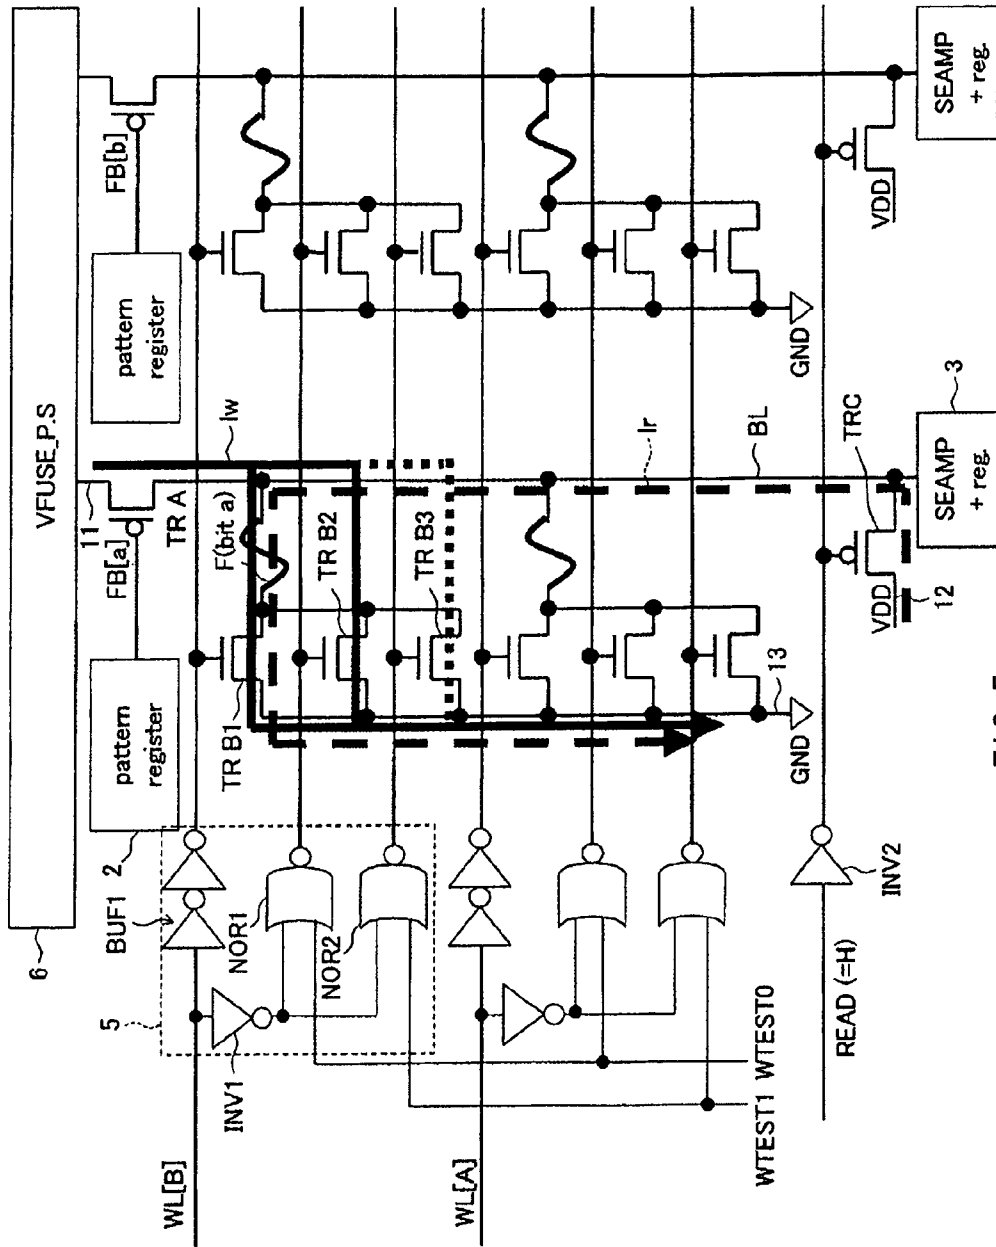 VFUSE_P.S
6
pattern
register
2
FB[a]
11
TR A
Iw
pattern
register
FB[b]
BUF1
5
NOR1
NOR2
INV1
WL[B]
TR B1
F(bit a)
TR B2
TR B3
Ir
BL
WL[A]
13
GND
GND
WTEST1
WTEST0
READ (=H)
INV2
VDD
12
TRC
3
VDD
SEAMP
+ reg.
SEAMP
+ reg.